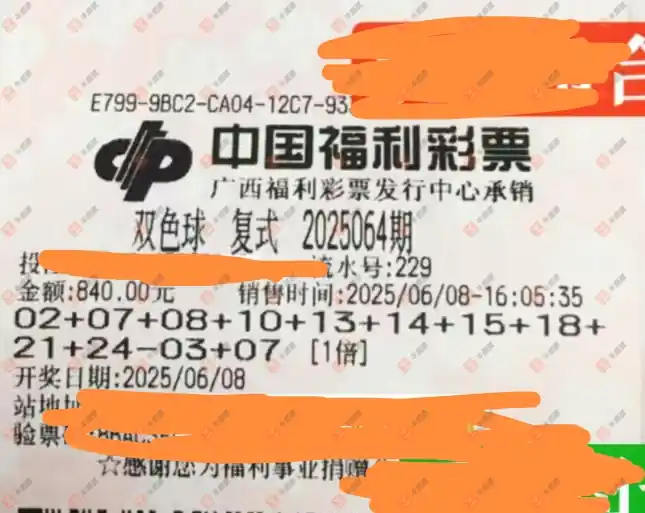 合
E799-9BC2-CA04-12C7-93
中国福利彩票
广西福利彩票发行中心承销
双色球 复式 2025064期
流水号:229
金额:840.00元 销售时间:2025/06/08-16:05:35
02+07+08+10+13+14+15+18+
21+24-03+07 [1倍]
开奖日期:2025/06/08
站地址
验票
☆感谢您为福利事业捐赠